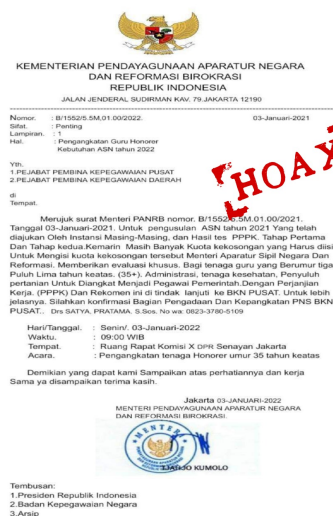 KEMENTERIAN PENDAYAGUNAAN APARATUR NEGARA
DAN REFORMASI BIROKRASI
REPUBLIK INDONESIA
JALAN JENDERAL SUDIRMAN KAV. 79.JAKARTA 12190
Nomor. : B/1552/5.5M,01.00/2022. 03-Januari-2021
Sifat. : Penting
Lampiran. : 1
Hal. : Pengangkatan Guru Honorer
Kebutuhan ASN tahun 2022
HOAX
Yth.
1.PEJABAT PEMBINA KEPEGAWAIAN PUSAT
2.PEJABAT PEMBINA KEPEGAWAIAN DAERAH
di
Tempat.
Merujuk surat Menteri PANRB nomor. B/1552/5.5M.01.00/2021.
Tanggal 03-Januari-2021. Untuk pengusulan ASN tahun 2021 Yang telah
diajukan Oleh Instansi Masing-Masing, dan Hasil tes PPPK. Tahap Pertama
Dan Tahap kedua.Kemarin Masih Banyak Kuota kekosongan yang Harus diisi
Untuk Mengisi kuota kekosongan tersebut Menteri Aparatur Sipil Negara Dan
Reformasi. Memberikan evaluasi khusus. Bagi tenaga guru yang Berumur tiga
Puluh Lima tahun keatas. (35+). Administrasi, tenaga kesehatan, Penyuluh
pertanian Untuk Diangkat Menjadi Pegawai Pemerintah.Dengan Perjanjian
Kerja. (PPPK) Dan Rekomen ini di tindak lanjuti ke BKN PUSAT. Untuk lebih
jelasnya. Silahkan konfirmasi Bagian Pengadaan Dan Kepangkatan PNS BKN
PUSAT.. Drs SATYA, PRATAMA. S,Sos. No wa: 0823-3780-5109
Hari/Tanggal. : Senin/. 03-Januari-2022
Waktu. : 09:00 WIB
Tempat. : Ruang Rapat Komisi X DPR Senayan Jakarta
Acara. : Pengangkatan tenaga Honorer umur 35 tahun keatas
Demikian yang dapat kami Sampaikan atas perhatiannya dan kerja
Sama ya disampaikan terima kasih.
Jakarta 03-JANUARI-2022
MENTERI PENDAYAGUNAAN APARATUR NEGARA
DAN REFORMASI BIROKRASI.
MENTERI
TJAHJO KUMOLO
Tembusan:
1.Presiden Republik Indonesia
2.Badan Kepegawaian Negara
3.Arsip